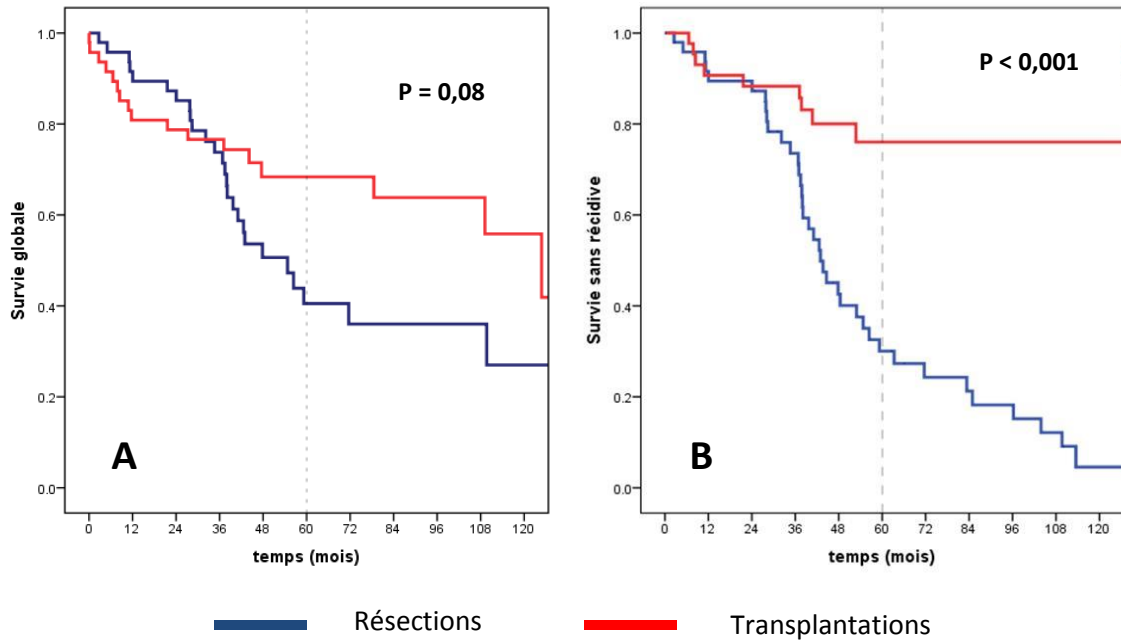 P = 0,08
Survie globale
1.0
0.8
0.6
0.4
0.2
0.0
A
0 12 24 36 48 60 72 84 96 108 120
temps (mois)
P < 0,001
Survie sans récidive
1.0
0.8
0.6
0.4
0.2
0.0
B
0 12 24 36 48 60 72 84 96 108 120
temps (mois)
Résections Transplantations